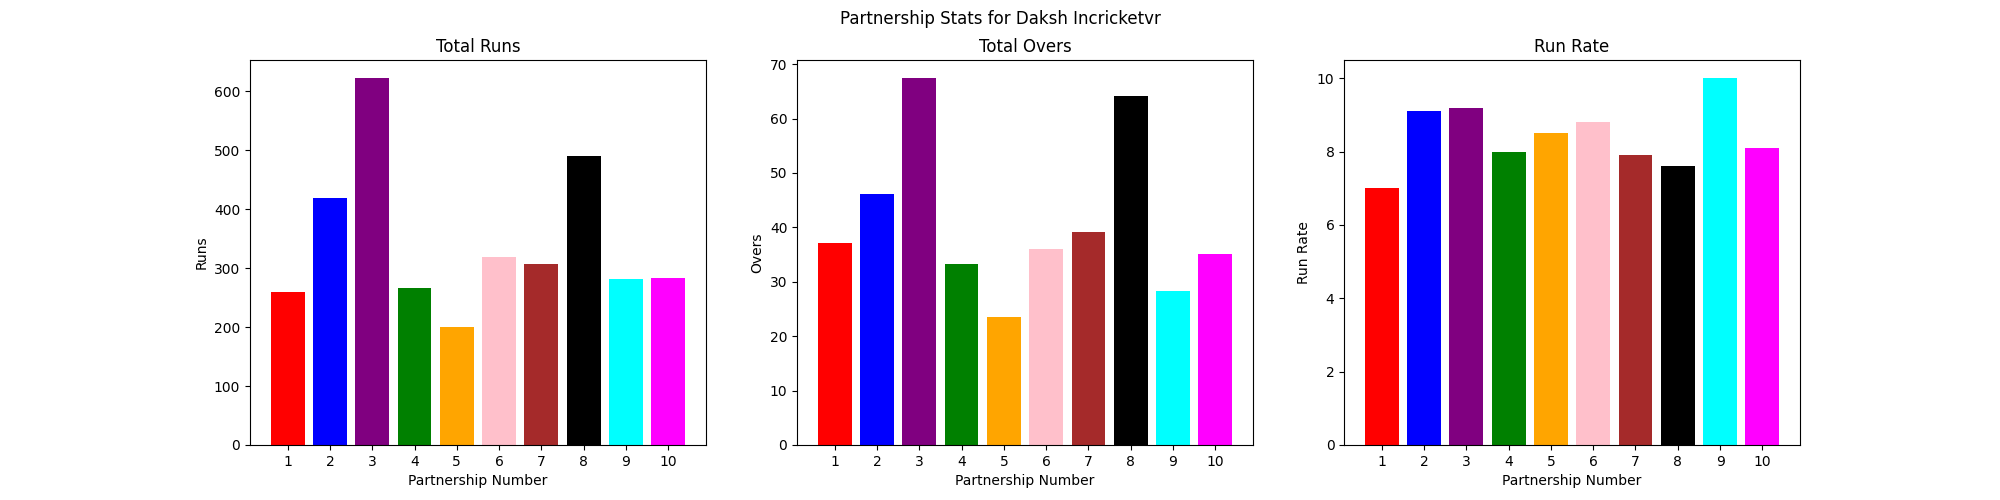 Partnership Stats for Daksh Incricketvr
Total Runs
Runs
600
500
400
300
200
100
0
1 2 3 4 5 6 7 8 9 10
Partnership Number
Total Overs
Overs
70
60
50
40
30
20
10
0
1 2 3 4 5 6 7 8 9 10
Partnership Number
Run Rate
Run Rate
10
8
6
4
2
0
1 2 3 4 5 6 7 8 9 10
Partnership Number